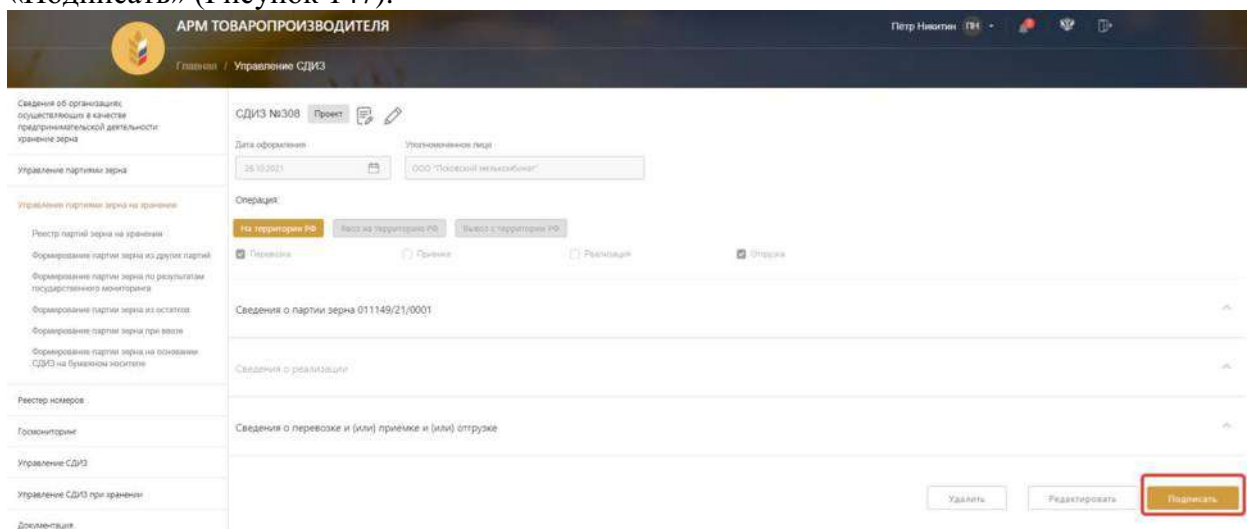 «Подписать» (Рисунок 147).
АРМ ТОВАРОПРОИЗВОДИТЕЛЯ
Пётр Никитин ПН
Главная / Управление СДИЗ
Сведения об организациях,
осуществляющих в качестве
предпринимательской деятельности
хранение зерна
Управление партиями зерна
Управление партиями зерна на хранении
Реестр партий зерна на хранении
Формирование партии зерна из других партий
Формирование партии зерна по результатам
государственного мониторинга
Формирование партии зерна из остатков
Формирование партии зерна при ввозе
Формирование партии зерна на основании
СДИЗ на бумажном носителе
Реестр номеров
Госмониторинг
Управление СДИЗ
Управление СДИЗ при хранении
Документация
СДИЗ №308 Проект
Дата оформления Уполномоченное лицо
26.10.2021 ООО "Псковский мелькомбинат"
Операция:
На территории РФ Ввоз на территорию РФ Вывоз с территории РФ
Перевозка Приемка Реализация Отгрузка
Сведения о партии зерна 011149/21/0001
Сведения о реализации
Сведения о перевозке и (или) приемке и (или) отгрузке
Удалить Редактировать Подписать